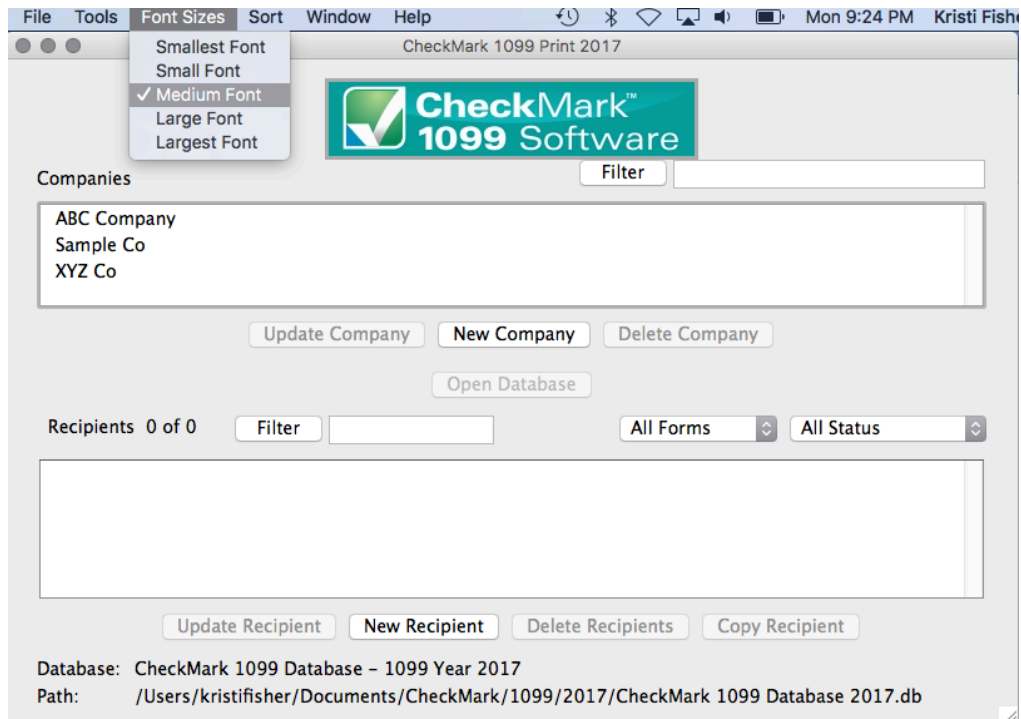 File Tools Font Sizes Sort Window Help Mon 9:24 PM Kristi Fishe
CheckMark 1099 Print 2017
Smallest Font
Small Font
✓ Medium Font
Large Font
Largest Font
CheckMark™
1099 Software
Companies Filter
ABC Company
Sample Co
XYZ Co
Update Company New Company Delete Company
Open Database
Recipients 0 of 0 Filter All Forms All Status
Update Recipient New Recipient Delete Recipients Copy Recipient
Database: CheckMark 1099 Database - 1099 Year 2017
Path: /Users/kristifisher/Documents/CheckMark/1099/2017/CheckMark 1099 Database 2017.db